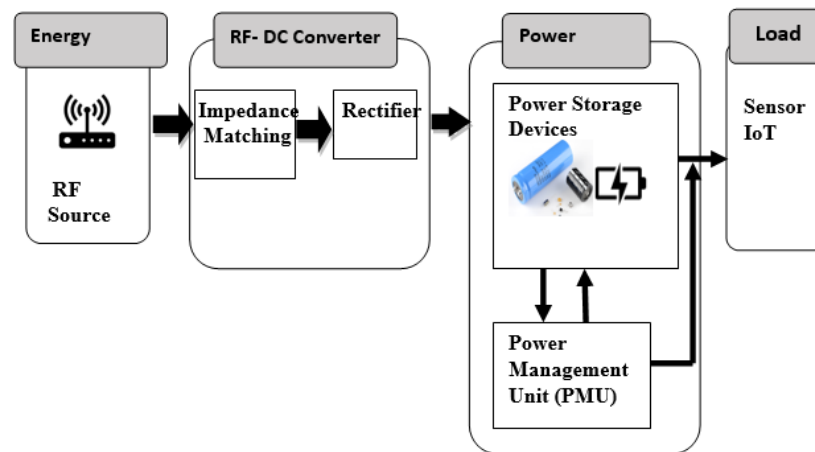 Energy
RF- DC Converter
Power
Load
RF
Source
Impedance
Matching
Rectifier
Power Storage
Devices
Power
Management
Unit (PMU)
Sensor
IoT